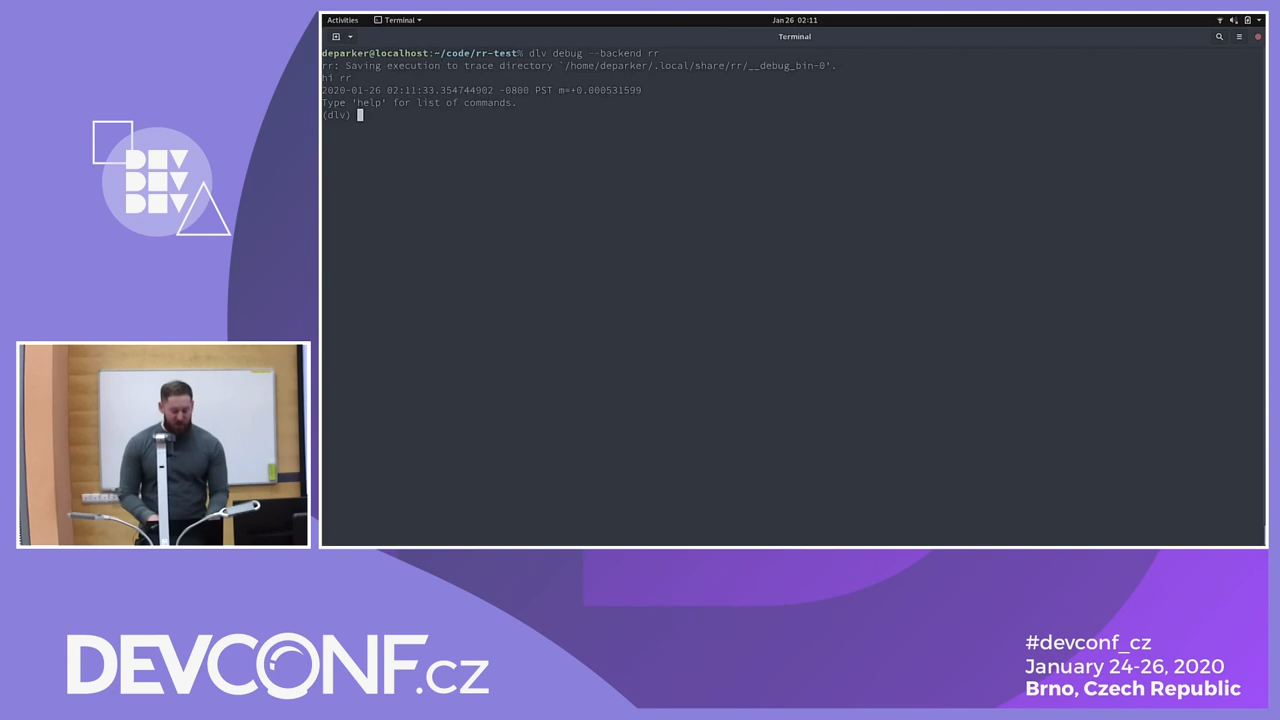 Activities
Terminal
Jan 26 02:11
Terminal
deparker@localhost:~/code/rr-test% dlv debug --backend rr
rr: Saving execution to trace directory `/home/deparker/.local/share/rr/__debug_bin-0'.
hi rr
2020-01-26 02:11:33.354744902 -0800 PST m=+0.000531599
Type 'help' for list of commands.
(dlv)
DEV
DEV
DEV
DEVCONF.cz
#devconf_cz
January 24-26, 2020
Brno, Czech Republic